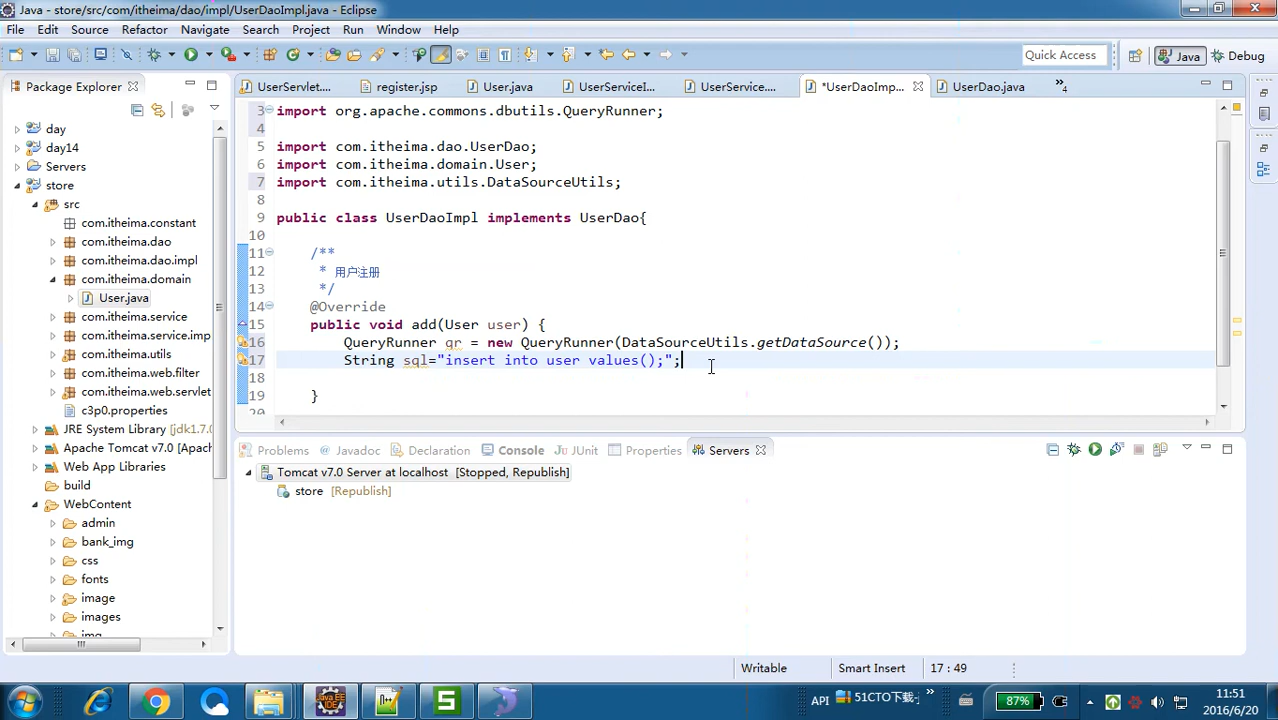 Java - store/src/com/itheima/dao/impl/UserDaoImpl.java - Eclipse
File Edit Source Refactor Navigate Search Project Run Window Help
Quick Access Java Debug
Package Explorer
UserServlet.... register.jsp User.java UserServiceI... UserService.... *UserDaoImp... UserDao.java »4
day
day14
Servers
store
src
com.itheima.constant
com.itheima.dao
com.itheima.dao.impl
com.itheima.domain
User.java
com.itheima.service
com.itheima.service.imp
com.itheima.utils
com.itheima.web.filter
com.itheima.web.servlet
c3p0.properties
JRE System Library [jdk1.7.0
Apache Tomcat v7.0 [Apac
Web App Libraries
build
WebContent
admin
bank_img
css
fonts
image
images
img
3 import org.apache.commons.dbutils.QueryRunner;
4
5 import com.itheima.dao.UserDao;
6 import com.itheima.domain.User;
7 import com.itheima.utils.DataSourceUtils;
8
9 public class UserDaoImpl implements UserDao{
10
11 /**
12 * 用户注册
13 */
14 @Override
15 public void add(User user) {
16 QueryRunner qr = new QueryRunner(DataSourceUtils.getDataSource());
17 String sql="insert into user values();";
18
19 }
20
Problems Javadoc Declaration Console JUnit Properties Servers
Tomcat v7.0 Server at localhost [Stopped, Republish]
store [Republish]
Writable Smart Insert 17 : 49
API 51CTO下载- » 87% 11:51
2016/6/20